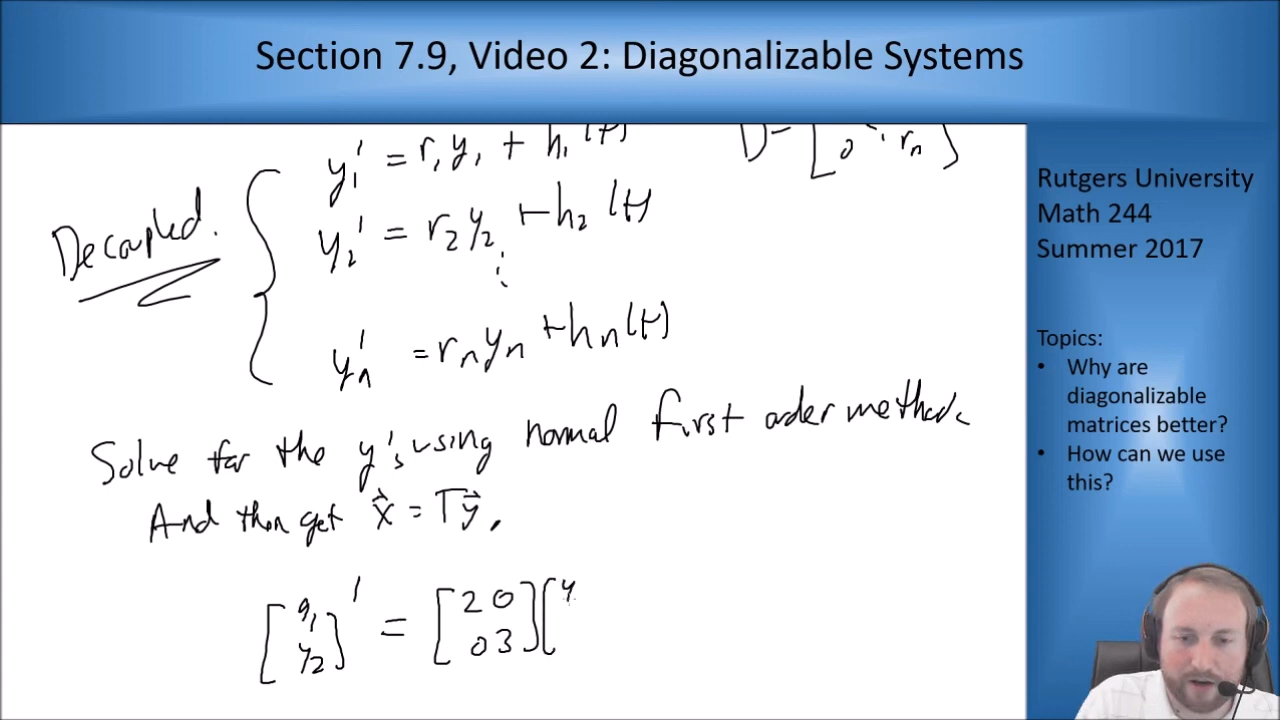 Section 7.9, Video 2: Diagonalizable Systems
y₁' = r₁y₁ + h₁(t)
D = [0 ⋱ rₙ]
Decoupled.
y₂' = r₂y₂ + h₂(t)
⋮
yₙ' = rₙyₙ + hₙ(t)
Solve for the y's using normal first order methods
And then get x⃗ = Ty⃗.
[y₁
y₂]' = [2 0
0 3][y
Rutgers University
Math 244
Summer 2017
Topics:
• Why are
diagonalizable
matrices better?
• How can we use
this?